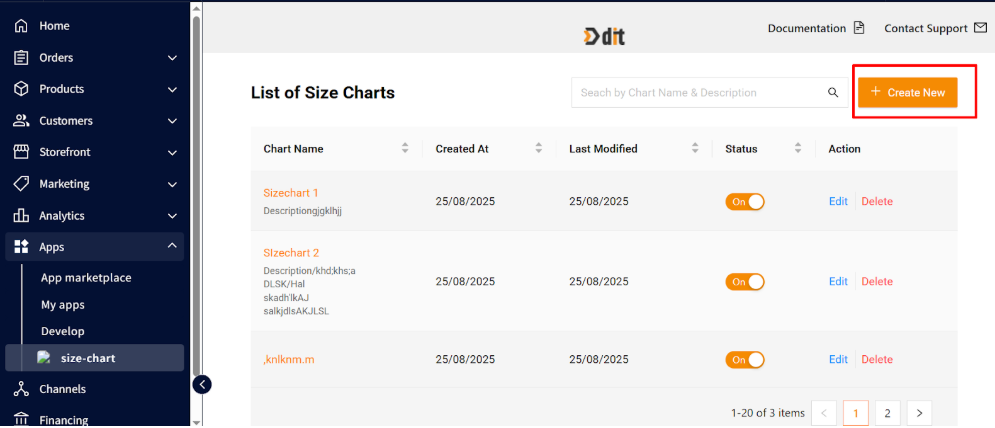 Home
Orders
Products
Customers
Storefront
Marketing
Analytics
Apps
App marketplace
My apps
Develop
size-chart
Channels
Financing
dit
Documentation
Contact Support
List of Size Charts
Seach by Chart Name & Description
+ Create New
Chart Name Created At Last Modified Status Action
Sizechart 1
Descriptiongjgklhjj
25/08/2025 25/08/2025 On Edit Delete
SIzechart 2
Description/khd;khs;a
DLSK/Hal
skadh'lkAJ
salkjdlsAKJLSL
25/08/2025 25/08/2025 On Edit Delete
,knlknm.m 25/08/2025 25/08/2025 On Edit Delete
1-20 of 3 items < 1 2 >